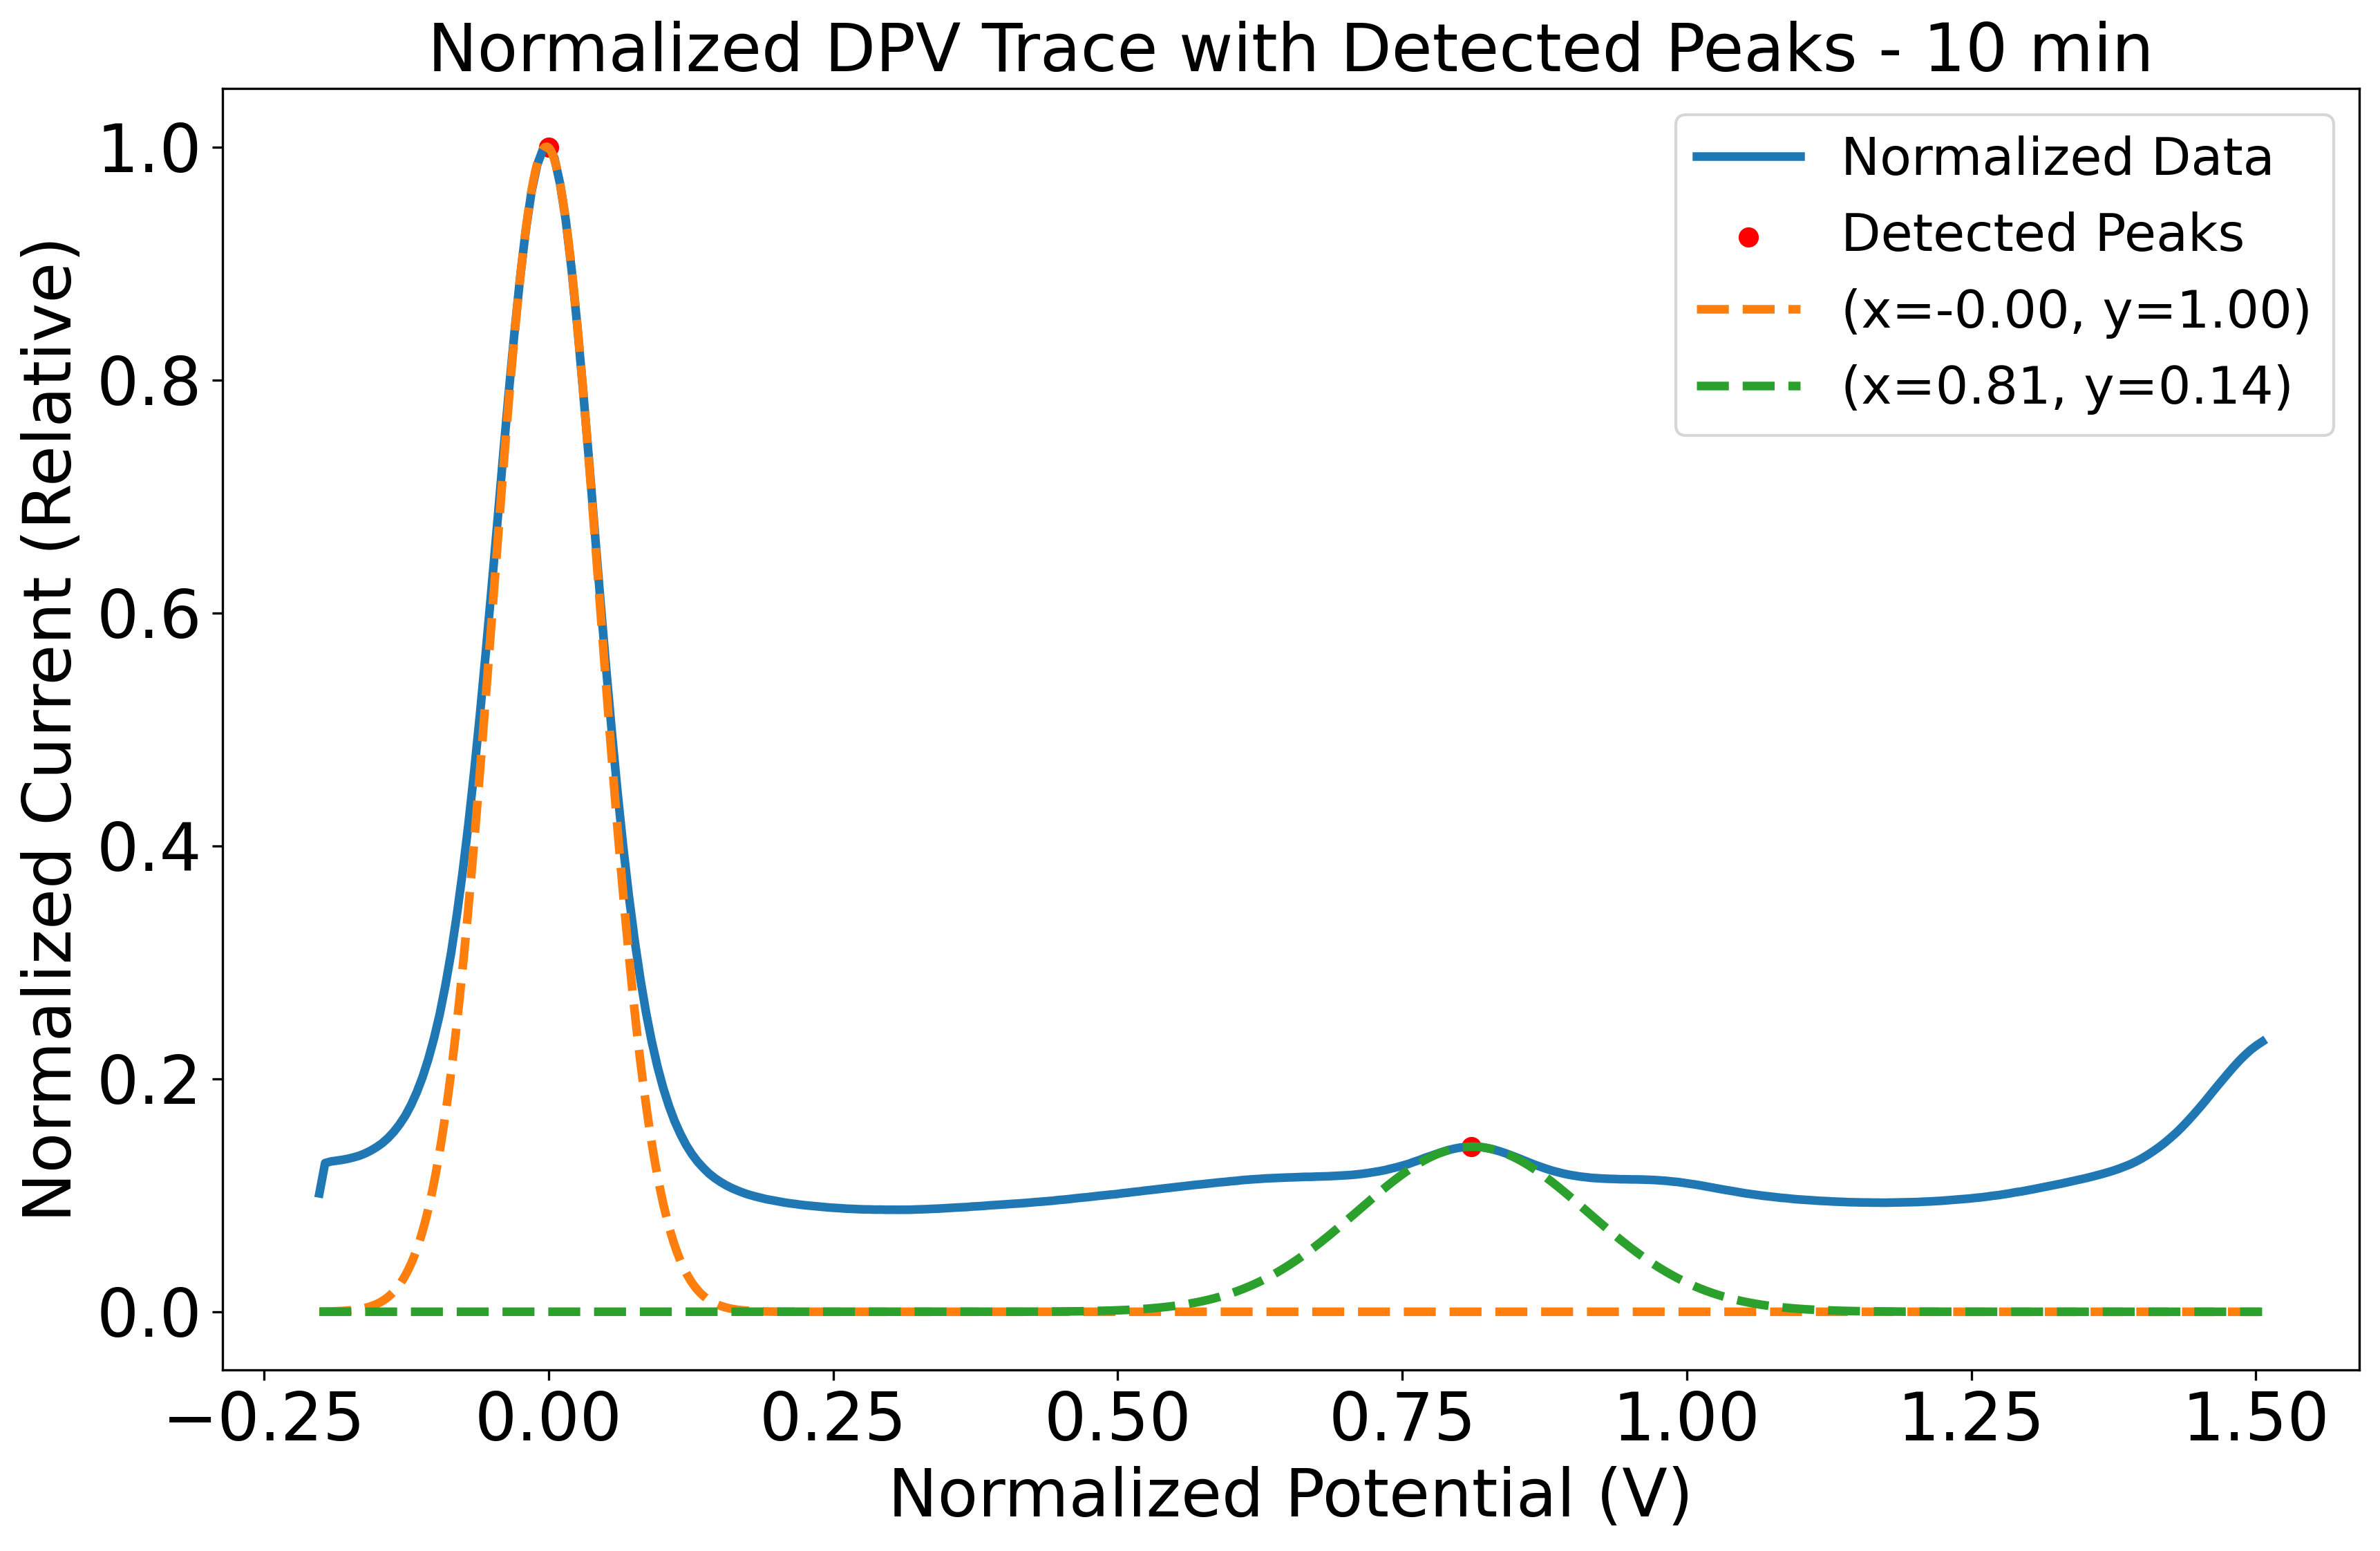 Normalized DPV Trace with Detected Peaks - 10 min
Normalized Current (Relative)
1.0
0.8
0.6
0.4
0.2
0.0
Normalized Data
Detected Peaks
(x=-0.00, y=1.00)
(x=0.81, y=0.14)
−0.25 0.00 0.25 0.50 0.75 1.00 1.25 1.50
Normalized Potential (V)